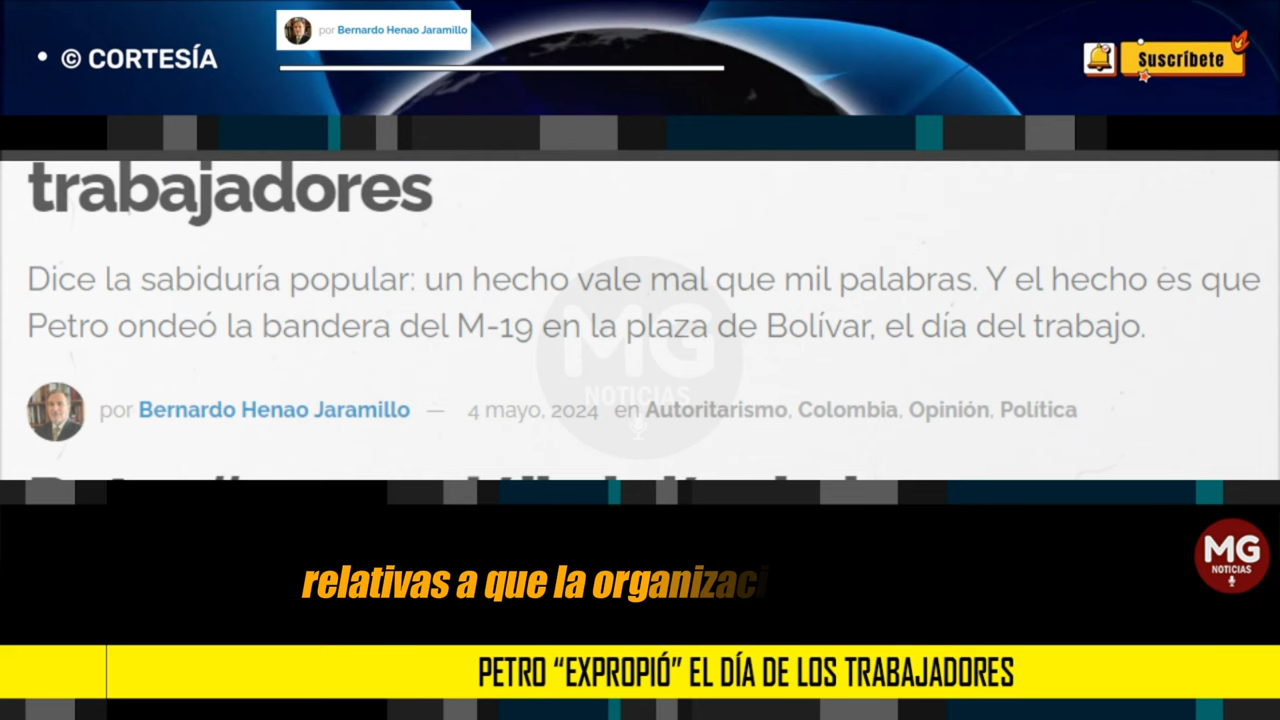 • © CORTESÍA
por Bernardo Henao Jaramillo
Suscríbete
trabajadores
Dice la sabiduría popular: un hecho vale mal que mil palabras. Y el hecho es que
Petro ondeó la bandera del M-19 en la plaza de Bolívar, el día del trabajo.
MG
NOTICIAS
por Bernardo Henao Jaramillo — 4 mayo, 2024 en Autoritarismo, Colombia, Opinión, Política
relativas a que la organizaci
MG
NOTICIAS
PETRO “EXPROPIÓ” EL DÍA DE LOS TRABAJADORES